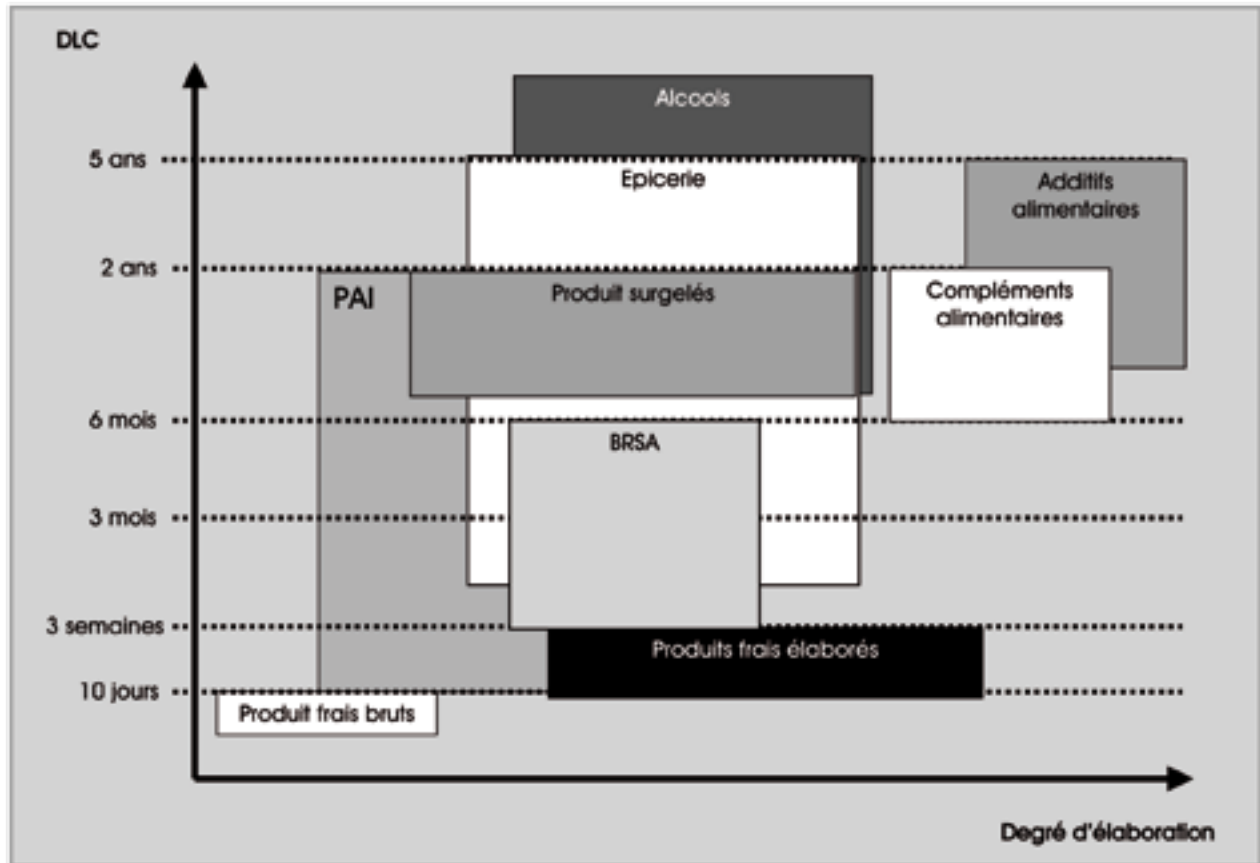 DLC
Alcools
5 ans
Epicerie
Additifs
alimentaires
2 ans
PAI
Produit surgelés
Compléments
alimentaires
6 mois
BRSA
3 mois
3 semaines
Produits frais élaborés
10 jours
Produit frais bruts
Degré d'élaboration